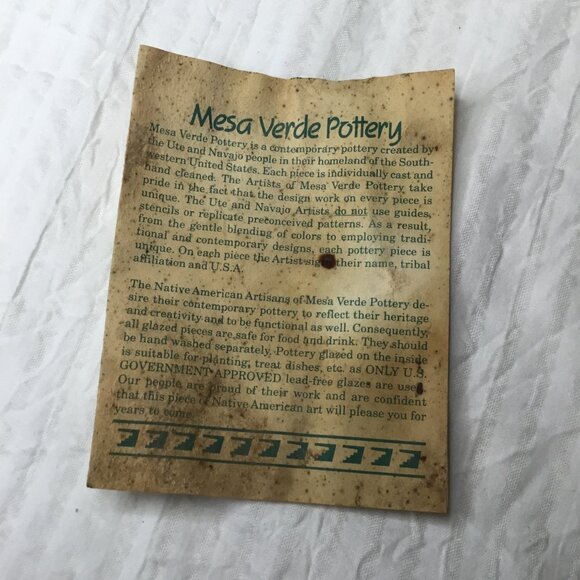 Mesa Verde Pottery
Mesa Verde Pottery is a contemporary pottery created by
the Ute and Navajo people in their homeland of the South-
western United States. Each piece is individually cast and
hand cleaned. The Artists of Mesa Verde Pottery take
pride in the fact that the design work on every piece is
unique. The Ute and Navajo Artists do not use guides,
stencils or replicate preconceived patterns. As a result,
from the gentle blending of colors to employing tradi-
tional and contemporary designs, each pottery piece is
unique. On each piece the Artist their name, tribal
affiliation and U.S.A.
The Native American Artisans of Mesa Verde Pottery de-
sire their contemporary pottery to reflect their heritage
and creativity and to be functional as well. Consequently,
all glazed pieces are safe for food and drink. They should
be hand washed separately. Pottery glazed on the inside
is suitable for planting, treat dishes, etc. as ONLY U.S.
GOVERNMENT APPROVED lead-free glazes are used.
Our people are proud of their work and are confident
that this piece of Native American art will please you for
years to come.